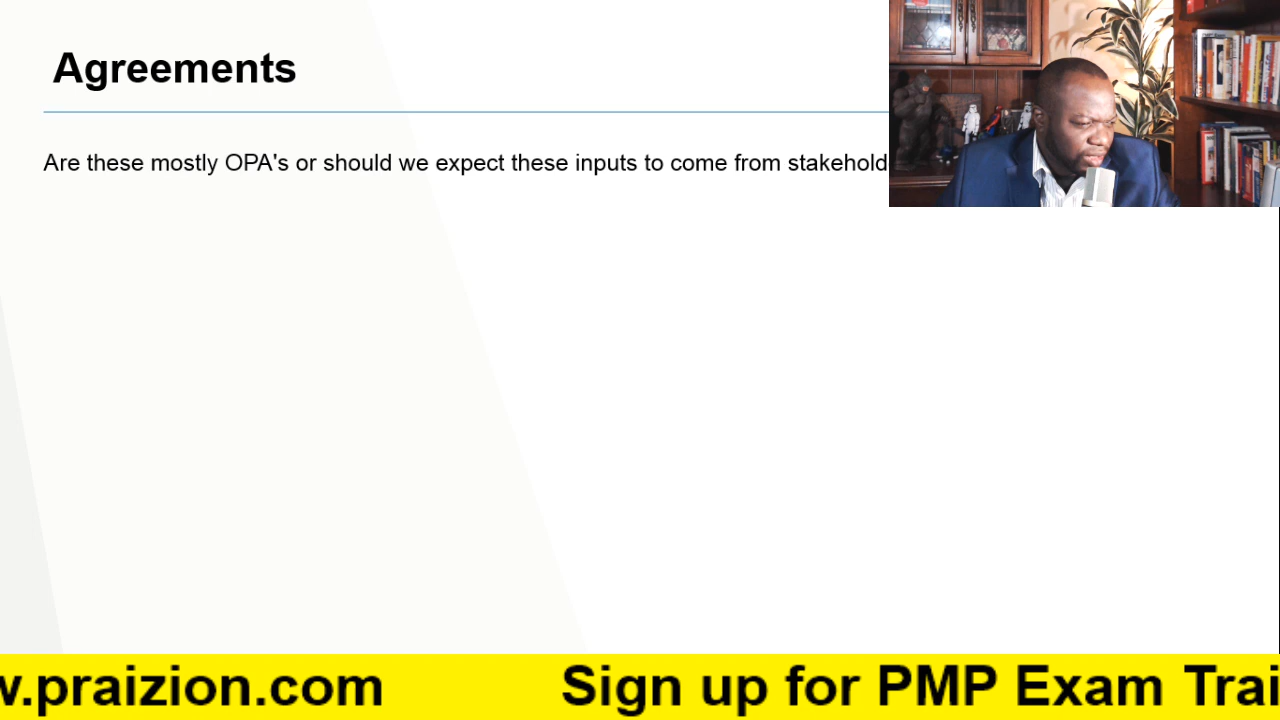 Agreements
Are these mostly OPA's or should we expect these inputs to come from stakehold
w.praizion.com Sign up for PMP Exam Trai